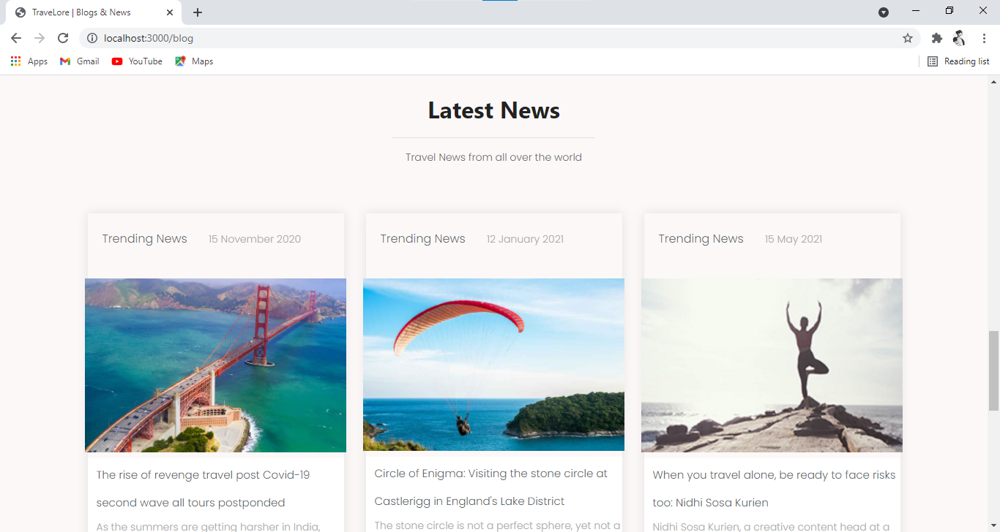 TraveLore | Blogs & News
localhost:3000/blog
Apps Gmail YouTube Maps Reading list
Latest News
Travel News from all over the world
Trending News 15 November 2020
The rise of revenge travel post Covid-19
second wave all tours postponded
As the summers are getting harsher in India,
Trending News 12 January 2021
Circle of Enigma: Visiting the stone circle at
Castlerigg in England's Lake District
The stone circle is not a perfect sphere, yet not a
Trending News 15 May 2021
When you travel alone, be ready to face risks
too: Nidhi Sosa Kurien
Nidhi Sosa Kurien, a creative content head at a